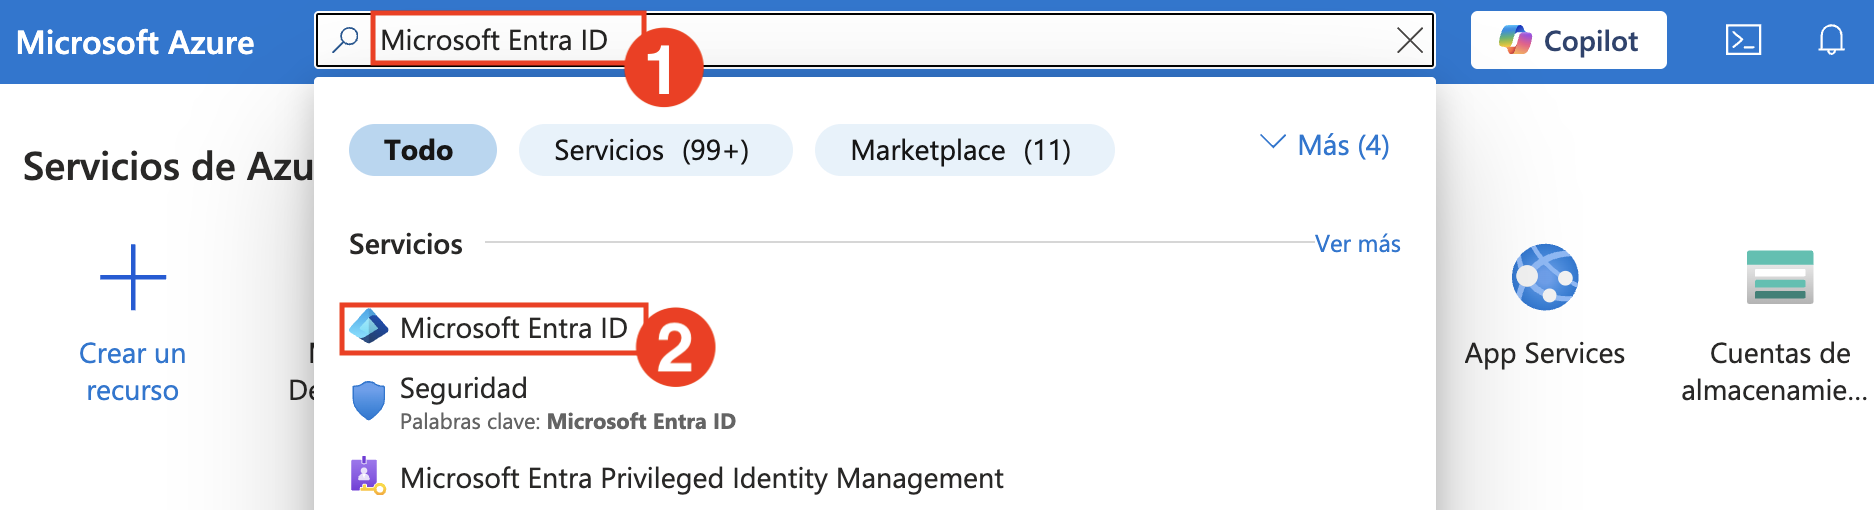 Microsoft Azure
Microsoft Entra ID
1
Copilot
Todo
Servicios (99+)
Marketplace (11)
Más (4)
Servicios de Azu
Servicios
Ver más
Microsoft Entra ID
2
Seguridad
Palabras clave: Microsoft Entra ID
Microsoft Entra Privileged Identity Management
Crear un
recurso
De
App Services
Cuentas de
almacenamie...